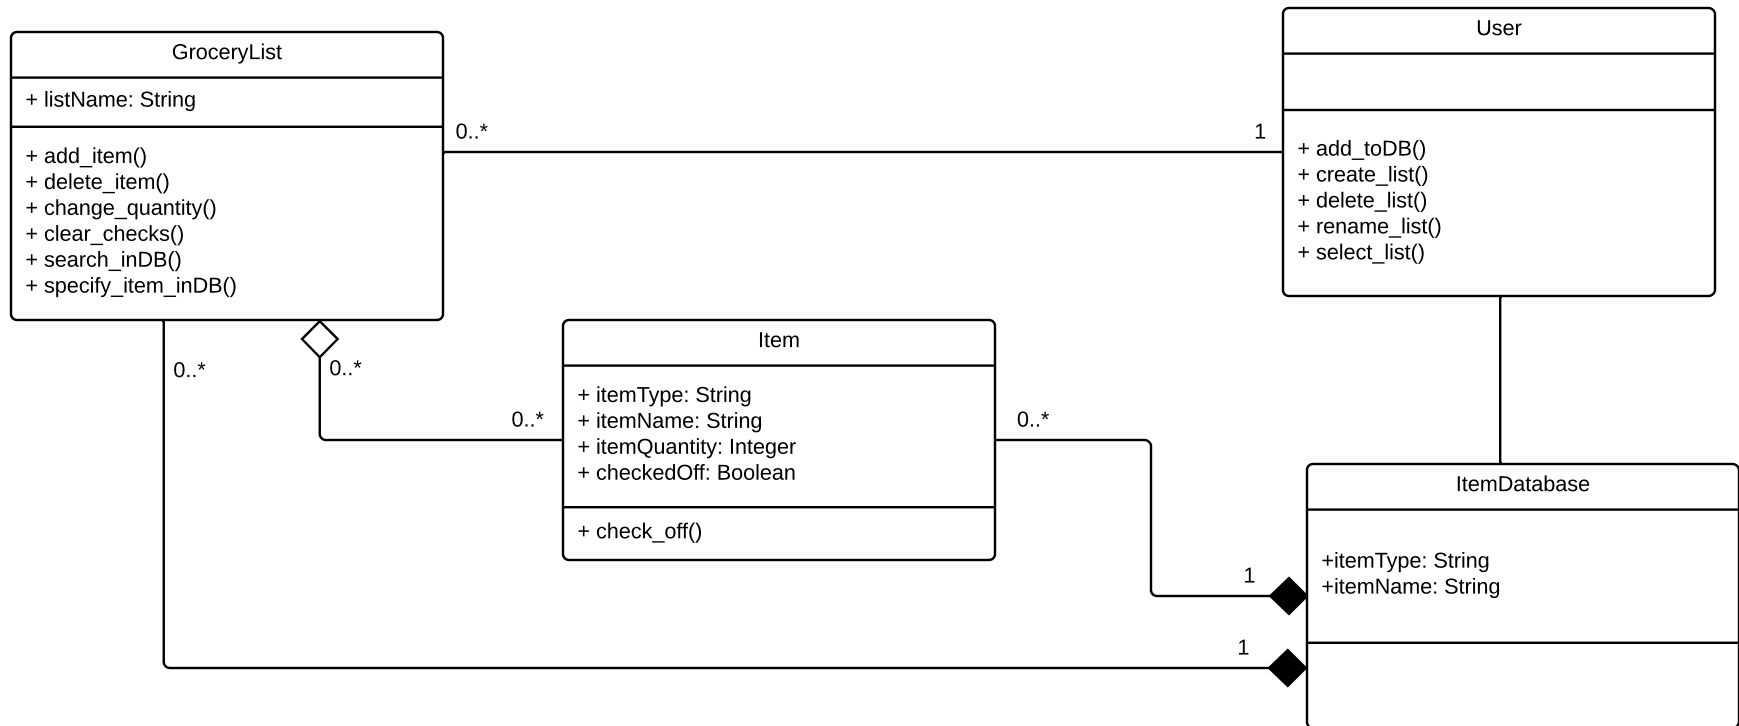 GroceryList
+ listName: String
+ add_item()
+ delete_item()
+ change_quantity()
+ clear_checks()
+ search_inDB()
+ specify_item_inDB()
0..*
1
User
+ add_toDB()
+ create_list()
+ delete_list()
+ rename_list()
+ select_list()
0..*
0..*
0..*
Item
+ itemType: String
+ itemName: String
+ itemQuantity: Integer
+ checkedOff: Boolean
+ check_off()
0..*
1
1
ItemDatabase
+itemType: String
+itemName: String